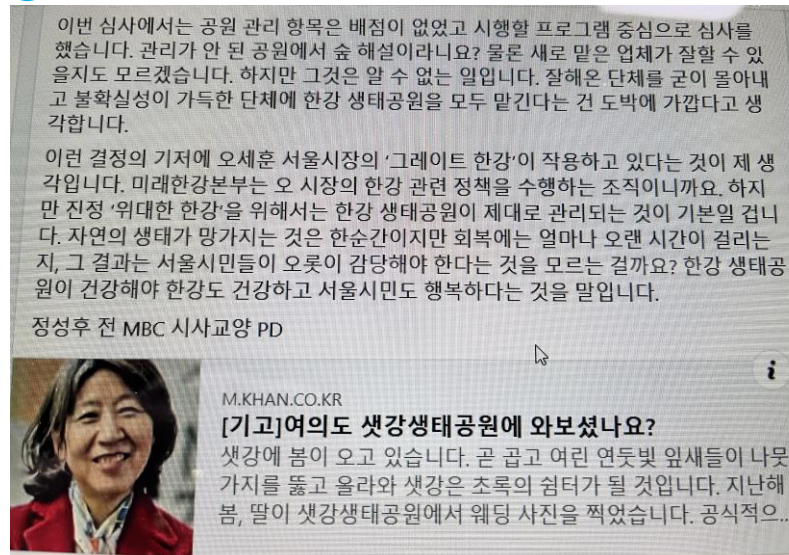 이번 심사에서는 공원 관리 항목은 배점이 없었고 시행할 프로그램 중심으로 심사를
했습니다. 관리가 안 된 공원에서 숲 해설이라니요? 물론 새로 맡은 업체가 잘할 수 있
을지도 모르겠습니다. 하지만 그것은 알 수 없는 일입니다. 잘해온 단체를 굳이 몰아내
고 불확실성이 가득한 단체에 한강 생태공원을 모두 맡긴다는 건 도박에 가깝다고 생
각합니다.
이런 결정의 기저에 오세훈 서울시장의 ‘그레이트 한강’이 작용하고 있다는 것이 제 생
각입니다. 미래한강본부는 오 시장의 한강 관련 정책을 수행하는 조직이니까요. 하지
만 진정 ‘위대한 한강’을 위해서는 한강 생태공원이 제대로 관리되는 것이 기본일 겁니
다. 자연의 생태가 망가지는 것은 한순간이지만 회복에는 얼마나 오랜 시간이 걸리는
지, 그 결과는 서울시민들이 오롯이 감당해야 한다는 것을 모르는 걸까요? 한강 생태공
원이 건강해야 한강도 건강하고 서울시민도 행복하다는 것을 말입니다.
정성후 전 MBC 시사교양 PD
M.KHAN.CO.KR
[기고]여의도 샛강생태공원에 와보셨나요?
샛강에 봄이 오고 있습니다. 곧 곱고 여린 연둣빛 잎새들이 나뭇
가지를 뚫고 올라와 샛강은 초록의 쉼터가 될 것입니다. 지난해
봄, 딸이 샛강생태공원에서 웨딩 사진을 찍었습니다. 공식적으...